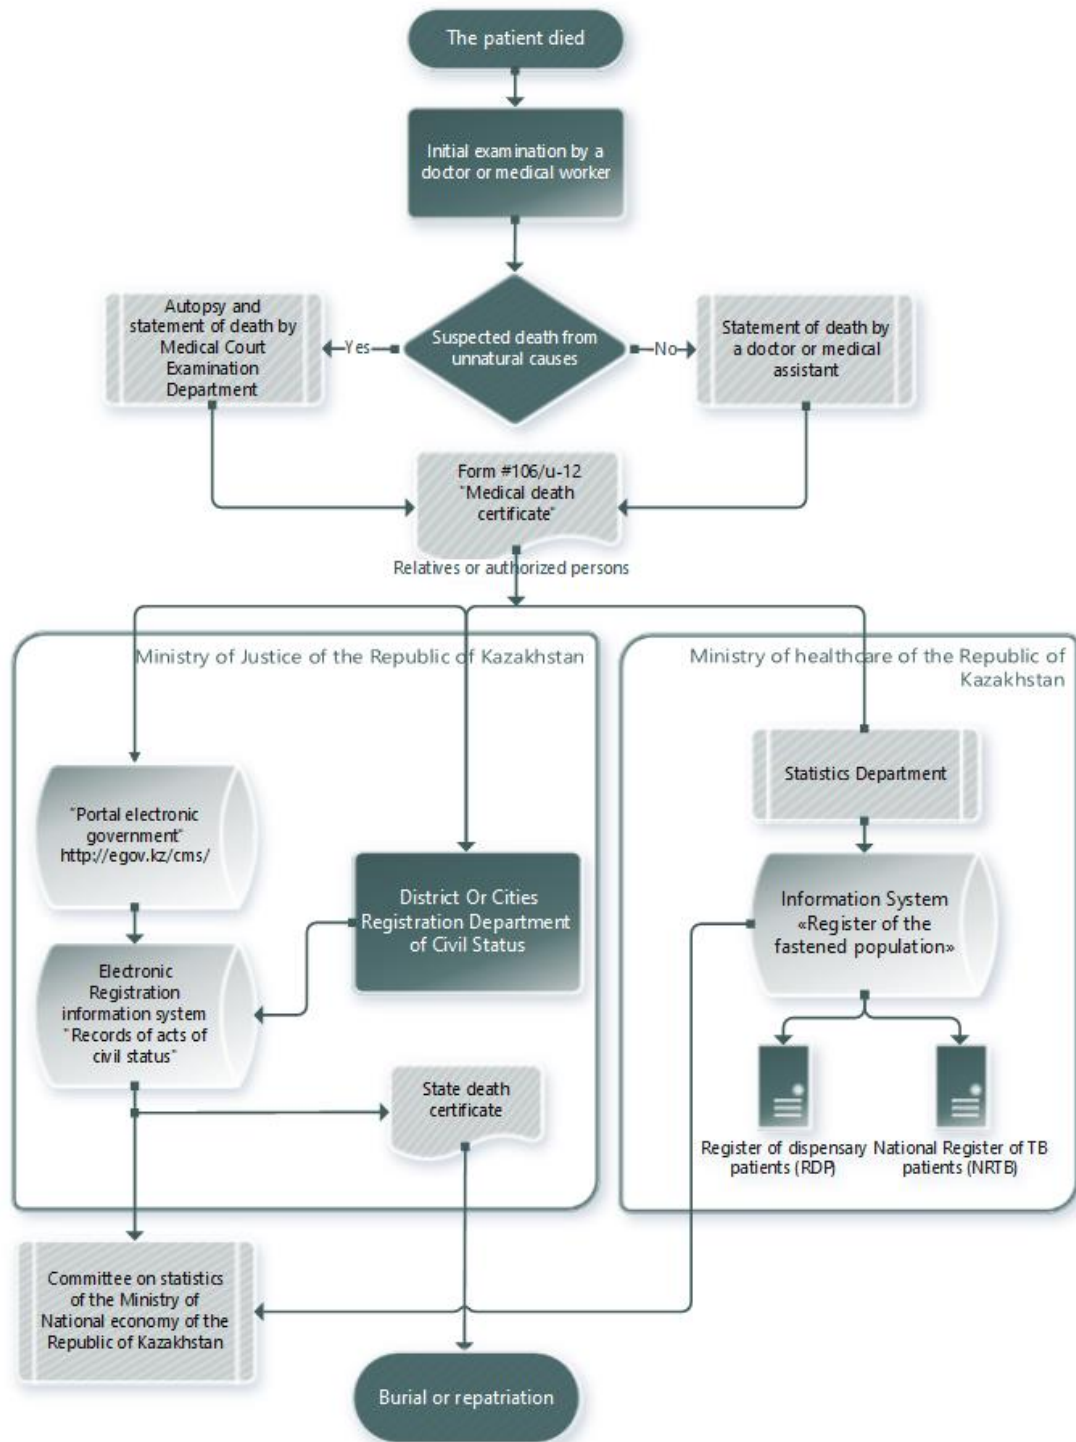 The patient died
Initial examination by a
doctor or medical worker
Suspected death from
unnatural causes
Yes
No
Autopsy and
statement of death by
Medical Court
Examination
Department
Statement of death by
a doctor or medical
assistant
Form #106/u-12
"Medical death
certificate"
Relatives or authorized persons
Ministry of Justice of the Republic of Kazakhstan
"Portal electronic
government"
http://egov.kz/cms/
District Or Cities
Registration Department
of Civil Status
Electronic
Registration
information system
"Records of acts of
civil status"
State death
certificate
Ministry of healthcare of the Republic of
Kazakhstan
Statistics Department
Information System
«Register of the
fastened population»
Register of dispensary
patients (RDP)
National Register of TB
patients (NRTB)
Committee on statistics
of the Ministry of
National economy of the
Republic of Kazakhstan
Burial or repatriation